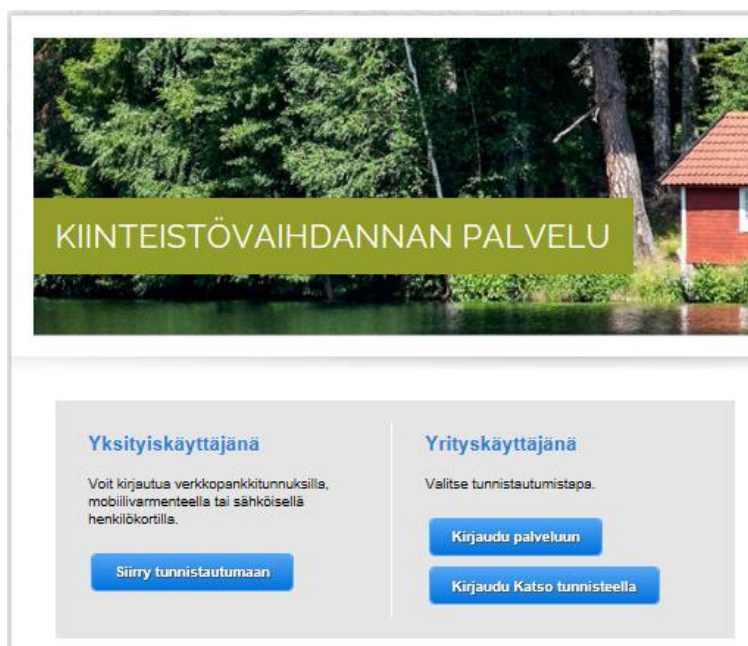 KIINTEISTÖVAIHDANNAN PALVELU
Yksityiskäyttäjänä
Voit kirjautua verkkopankkitunnuksilla,
mobiilivarmenteella tai sähköisellä
henkilökortilla.
Siirry tunnistautumaan
Yrityskäyttäjänä
Valitse tunnistautumistapa.
Kirjaudu palveluun
Kirjaudu Katso tunnisteella